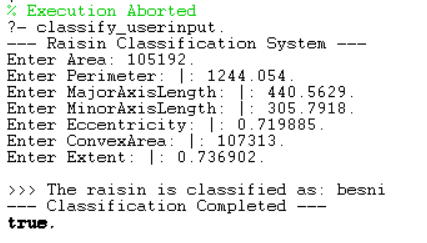 % Execution Aborted
?- classify_userinput.
--- Raisin Classification System ---
Enter Area: 105192.
Enter Perimeter: |: 1244.054.
Enter MajorAxisLength: |: 440.5629.
Enter MinorAxisLength: |: 305.7918.
Enter Eccentricity: |: 0.719885.
Enter ConvexArea: |: 107313.
Enter Extent: |: 0.736902.
>>> The raisin is classified as: besni
--- Classification Completed ---
true.